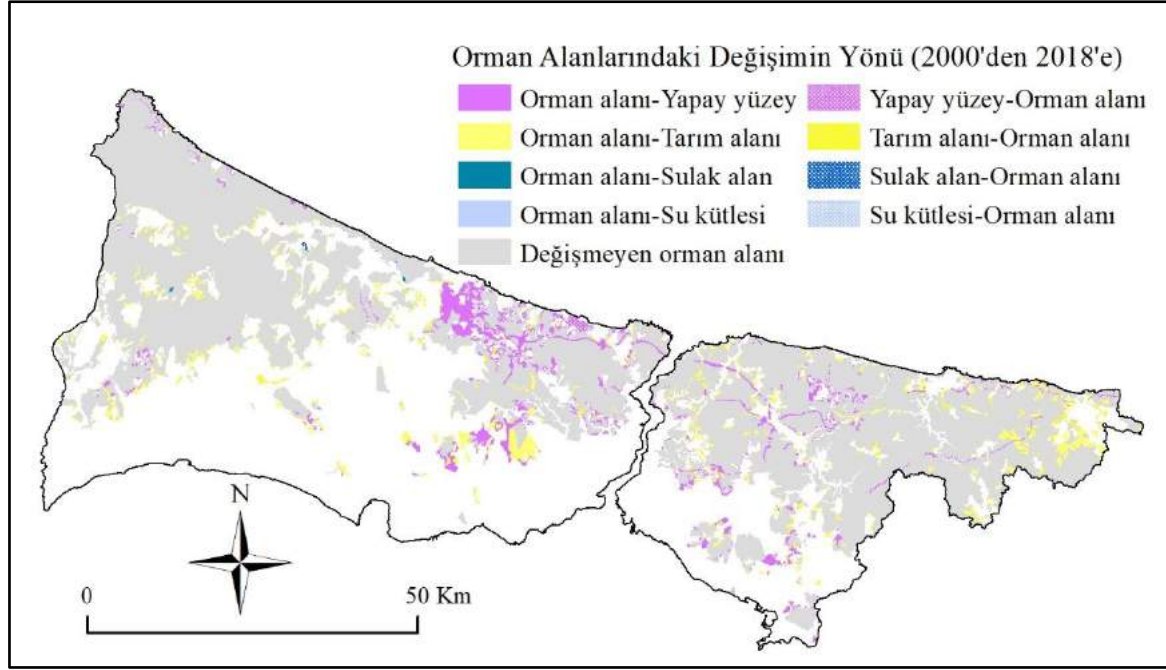 Orman Alanlarındaki Değişimin Yönü (2000'den 2018'e)
Orman alanı-Yapay yüzey
Yapay yüzey-Orman alanı
Orman alanı-Tarım alanı
Tarım alanı-Orman alanı
Orman alanı-Sulak alan
Sulak alan-Orman alanı
Orman alanı-Su kütlesi
Su kütlesi-Orman alanı
Değişmeyen orman alanı
N
0 50 Km